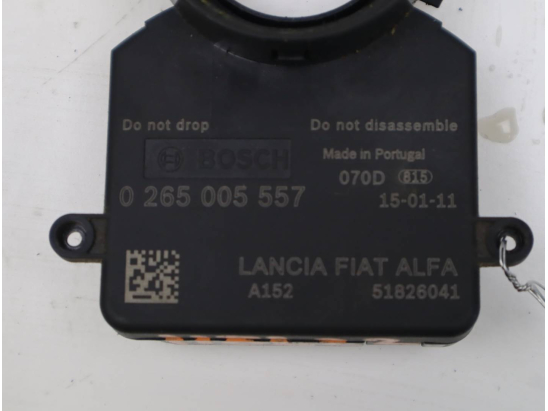 Do not drop Do not disassemble
BOSCH Made in Portugal
070D 815
0 265 005 557 15-01-11
LANCIA FIAT ALFA
A152 51826041